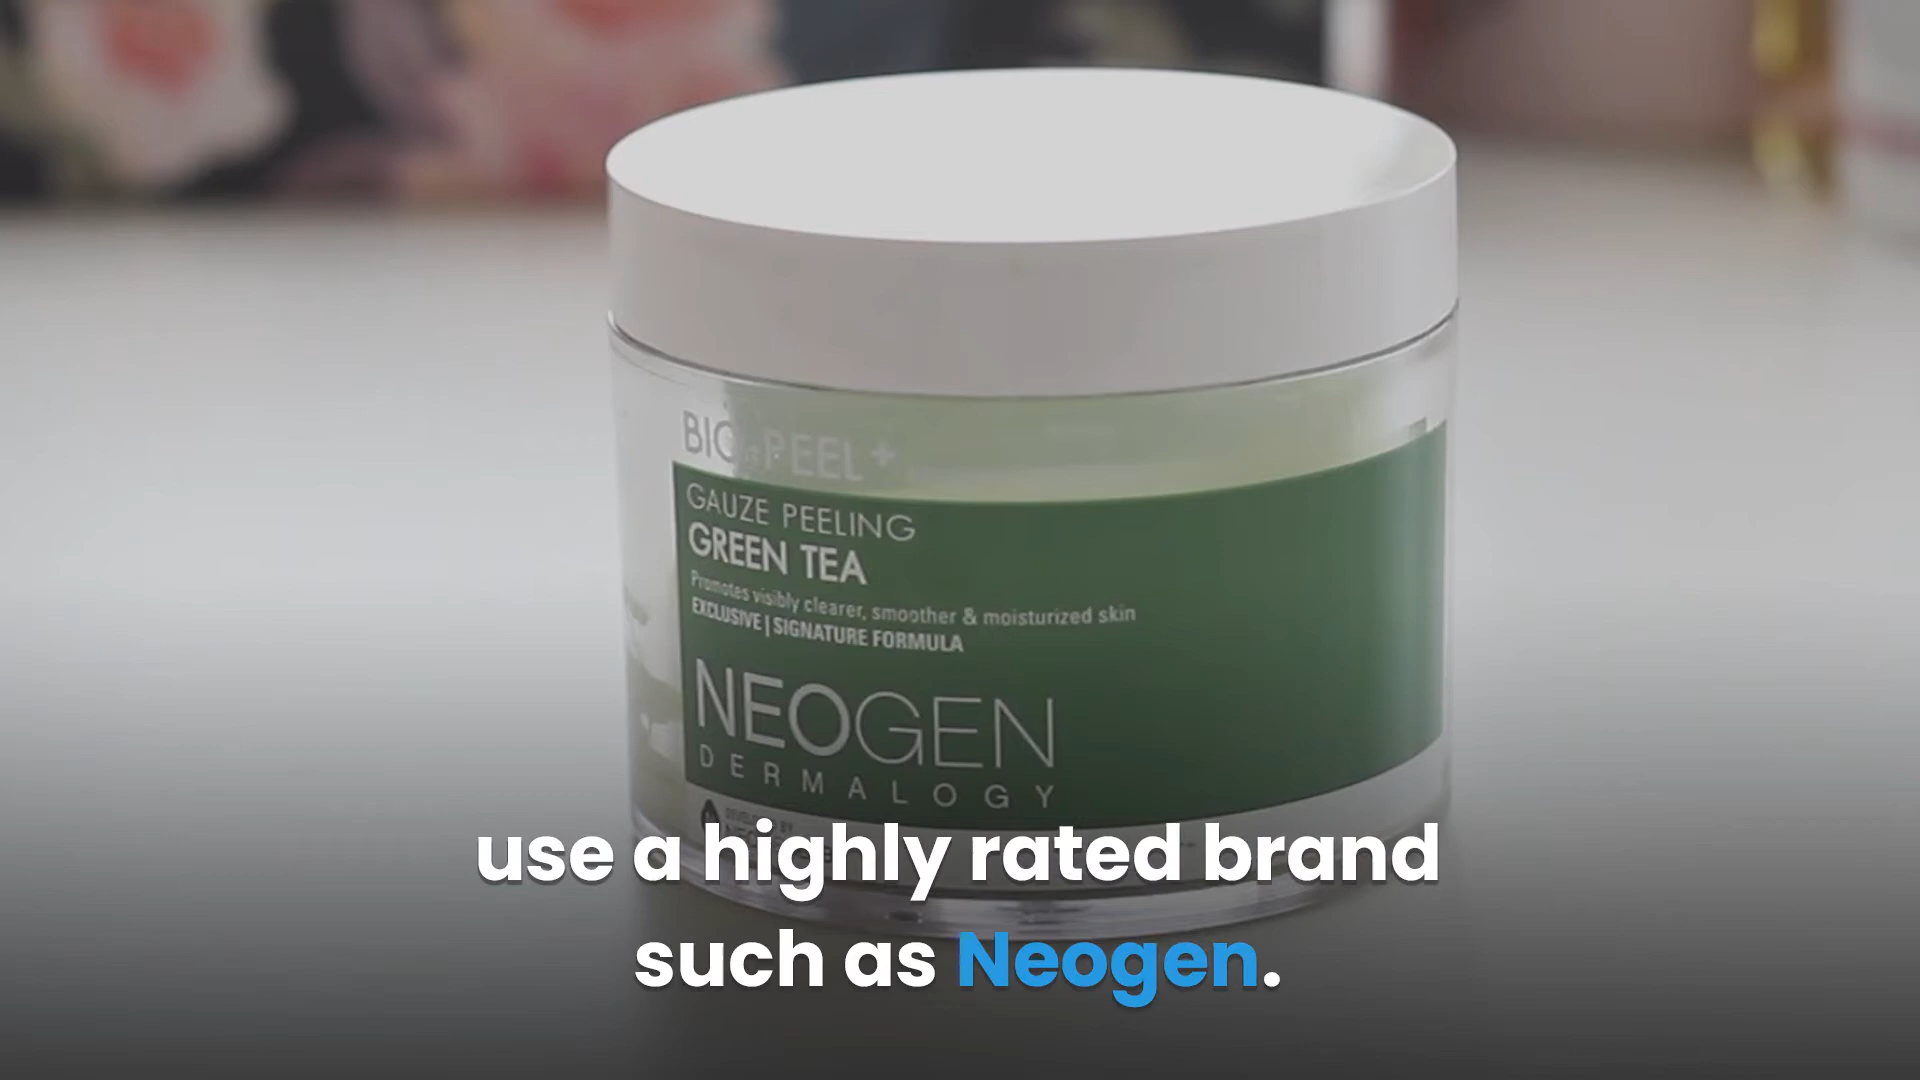 BIO-PEEL+
GAUZE PEELING
GREEN TEA
Promotes visibly clearer, smoother & moisturized skin
EXCLUSIVE | SIGNATURE FORMULA
NEOGEN
DERMALOGY
use a highly rated brand
such as Neogen.